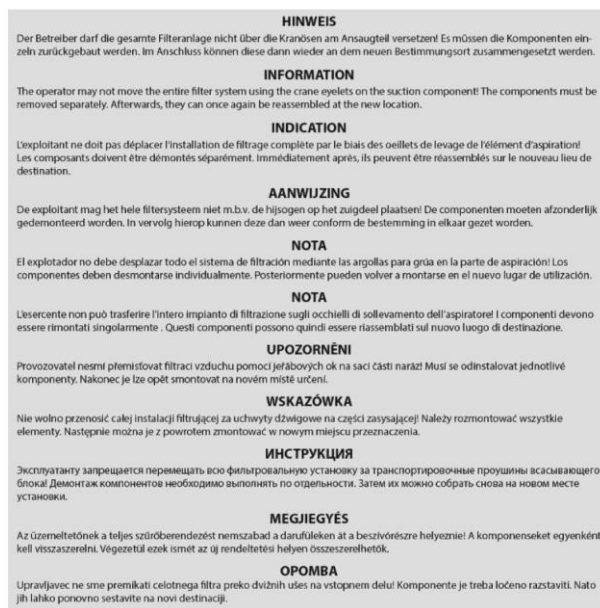 HINWEIS
Der Betreiber darf die gesamte Filteranlage nicht über die Kranösen am Ansaugteil versetzen! Es müssen die Komponenten ein-
zeln zurückgebaut werden. Im Anschluss können diese dann wieder an dem neuen Bestimmungsort zusammengesetzt werden.
INFORMATION
The operator may not move the entire filter system using the crane eyelets on the suction component! The components must be
removed separately. Afterwards, they can once again be reassembled at the new location.
INDICATION
L'exploitant ne doit pas déplacer l'installation de filtrage complète par le biais des oeillets de levage de l'élément d'aspiration!
Les composants doivent être démontés séparément. Immédiatement après, ils peuvent être réassemblés sur le nouveau lieu de
destination.
AANWIJZING
De exploitant mag het hele filtersysteem niet m.b.v. de hijsogen op het zuigdeel plaatsen! De componenten moeten afzonderlijk
gedemonteerd worden. In vervolg hierop kunnen deze dan weer conform de bestemming in elkaar gezet worden.
NOTA
El explotador no debe desplazar todo el sistema de filtración mediante las argollas para grúa en la parte de aspiración! Los
componentes deben desmontarse individualmente. Posteriormente pueden volver a montarse en el nuevo lugar de utilización.
NOTA
L'esercente non può trasferire l'intero impianto di filtrazione sugli occhielli di sollevamento dell'aspiratore! I componenti devono
essere rimontati singolarmente . Questi componenti possono quindi essere riassemblati sul nuovo luogo di destinazione.
UPOZORNĚNI
Provozovatel nesmí přemisťovat filtraci vzduchu pomocí jeřábových ok na sací části naráz! Musí se odinstalovat jednotlivé
komponenty. Nakonec je lze opět smontovat na novém místě určení.
WSKAZÓWKA
Nie wolno przenosić całej instalacji filtrującej za uchwyty dźwigowe na części zasysającej! Należy rozmontować wszystkie
elementy. Następnie można je z powrotem zmontować w nowym miejscu przeznaczenia.
ИНСТРУКЦИЯ
Эксплуатанту запрещается перемещать всю фильтровальную установку за транспортировочные проушины всасывающего
блока! Демонтаж компонентов необходимо выполнять по отдельности. Затем их можно собрать снова на новом месте
установки.
MEGJIEGYÉS
Az üzemeltetőnek a teljes szűrőberendezést nemszabad a darufüleken át a beszívórészre helyeznie! A komponenseket egyenként
kell visszaszerelni. Végezetül ezek ismét az új rendeltetési helyen összeszerelhetők.
OPOMBA
Upravljavec ne sme premikati celotnega filtra preko dvižnih ušes na vstopnem delu! Komponente je treba ločeno razstaviti. Nato
jih lahko ponovno sestavite na novi destinaciji.